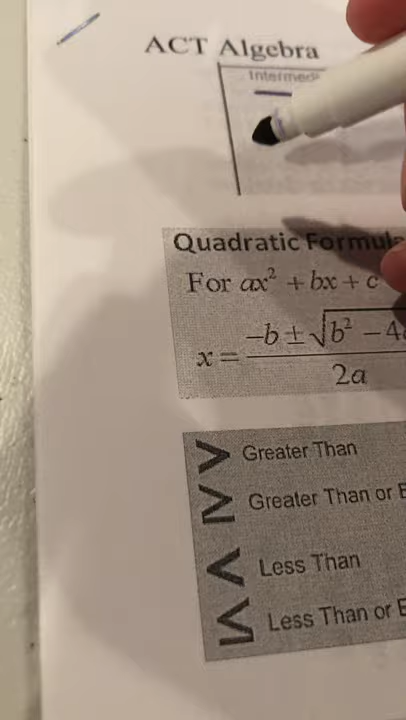 ACT Algebra
Quadratic Formula
For ax² + bx + c
x = −b ± √b² − 4
2a
> Greater Than
≥ Greater Than or
< Less Than
≤ Less Than or